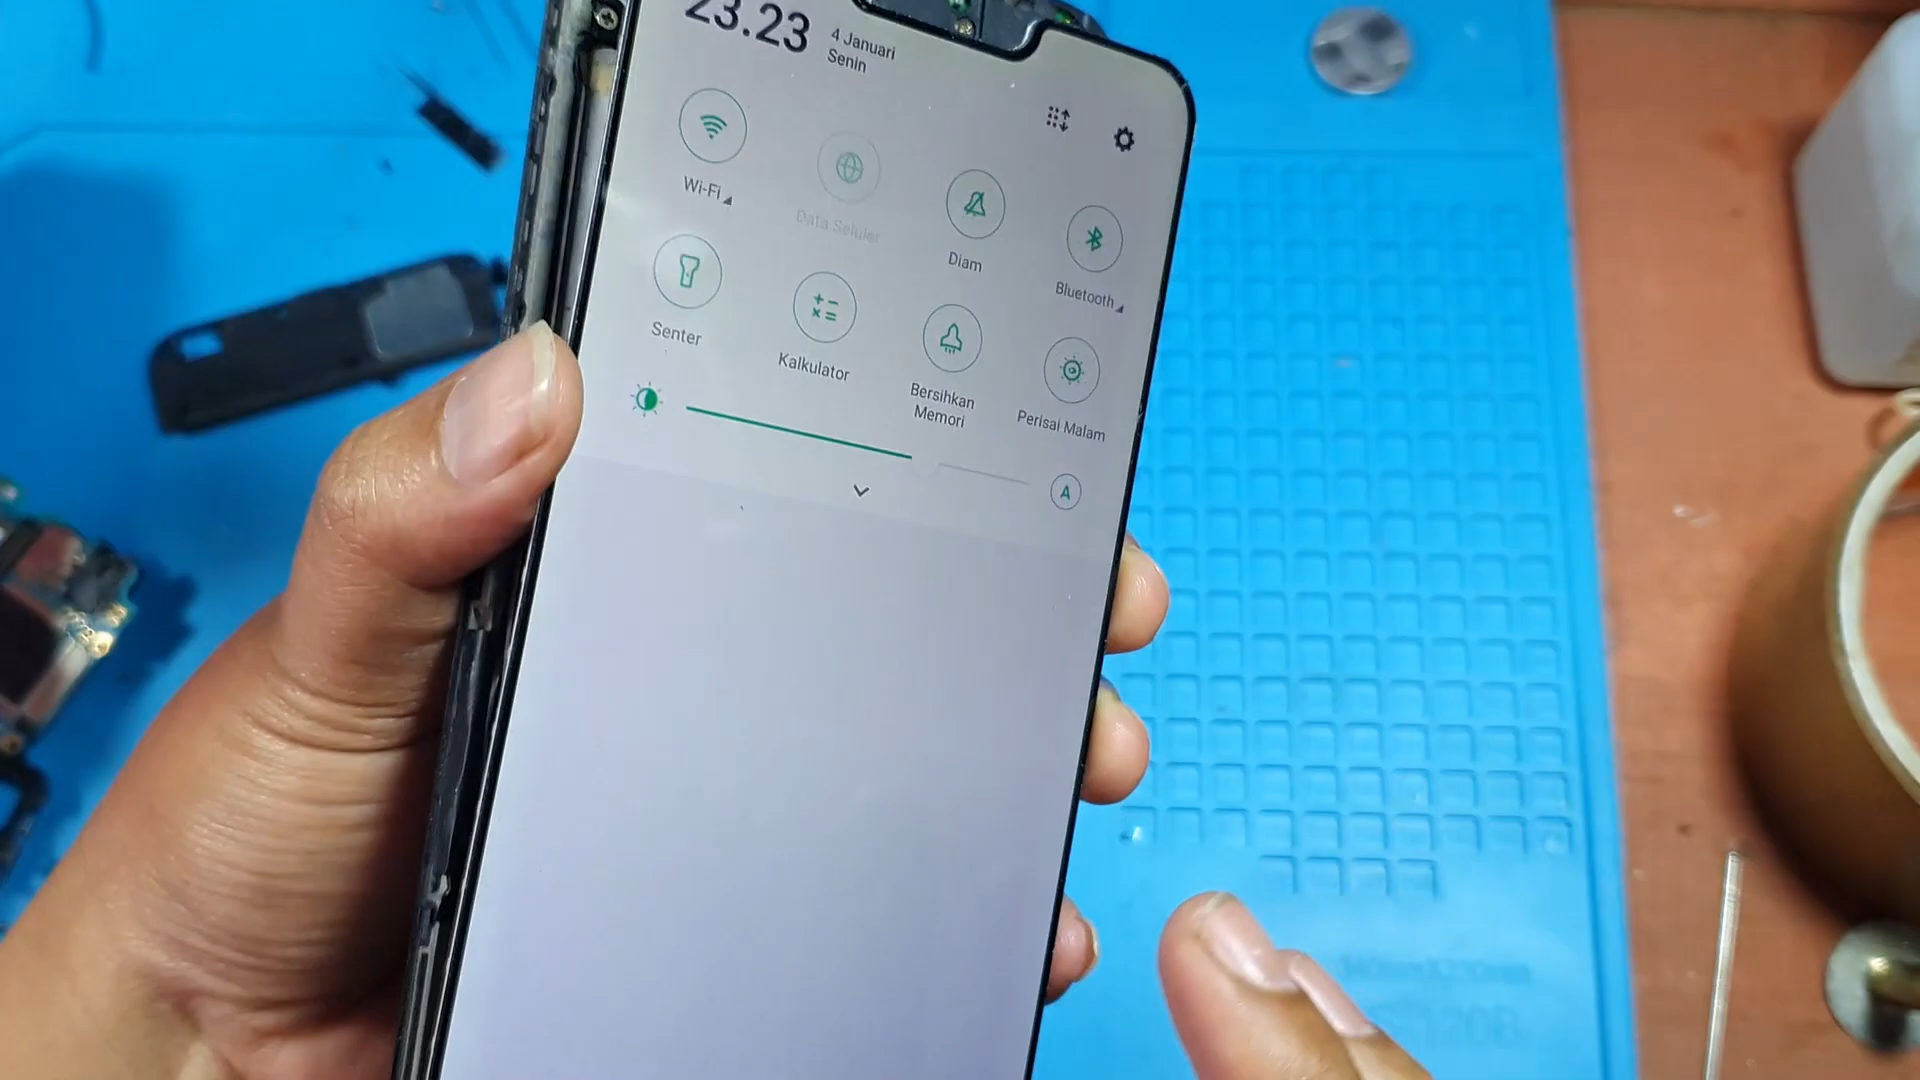 23.23
4 Januari
Senin
Wi-Fi
Data Seluler
Diam
Bluetooth
Senter
Kalkulator
Bersihkan
Memori
Perisai Malam
A